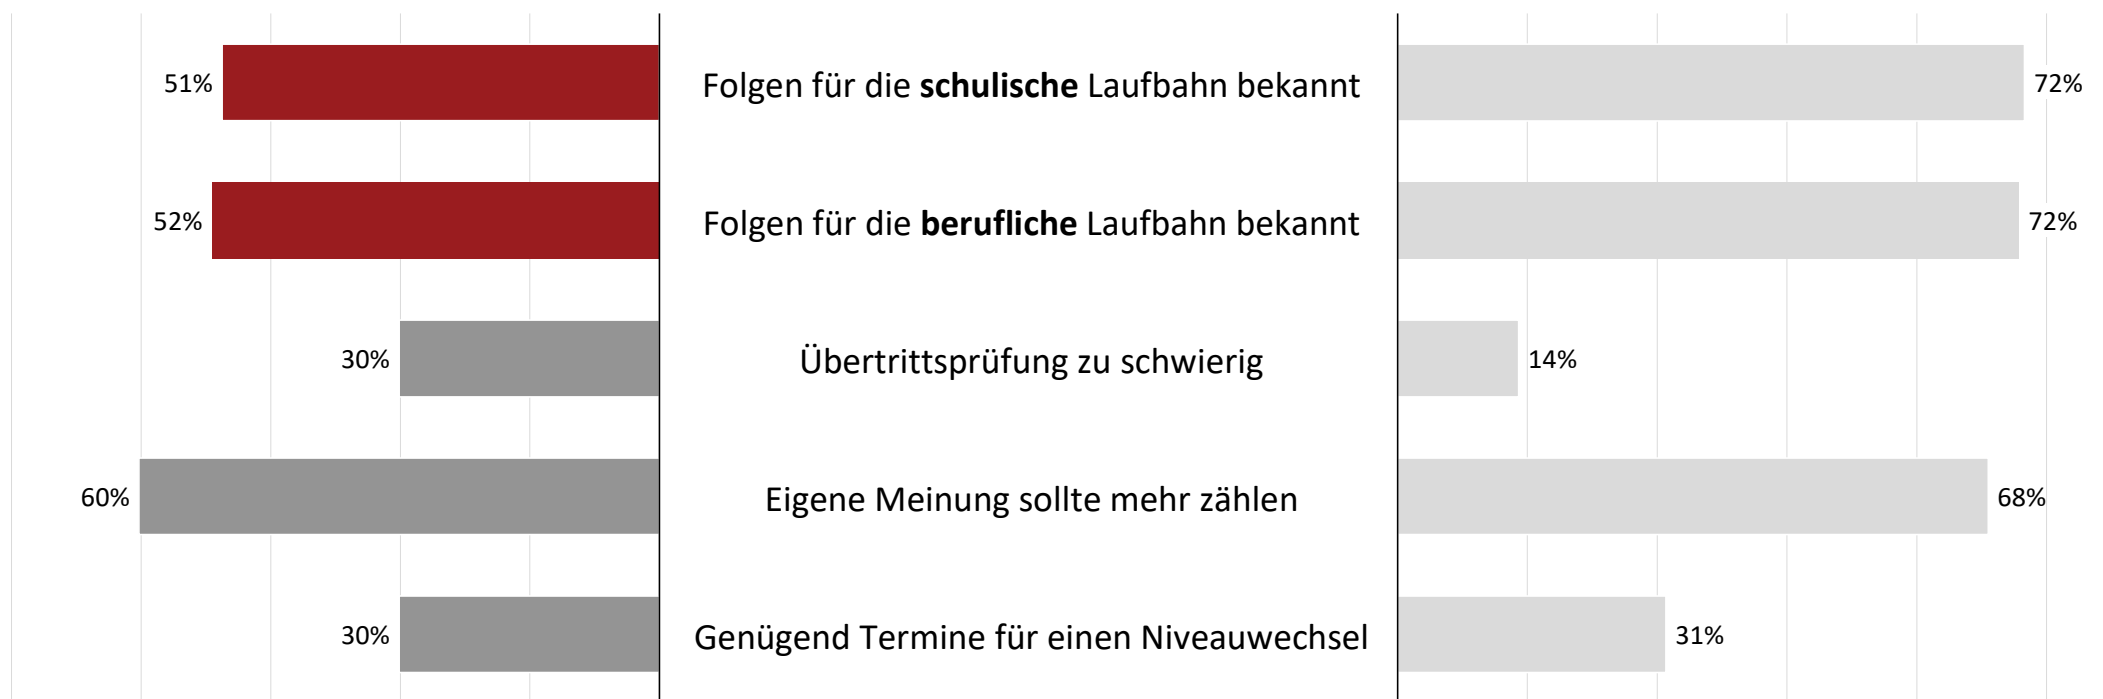 51% Folgen für die schulische Laufbahn bekannt 72%
52% Folgen für die berufliche Laufbahn bekannt 72%
30% Übertrittsprüfung zu schwierig 14%
60% Eigene Meinung sollte mehr zählen 68%
30% Genügend Termine für einen Niveauwechsel 31%